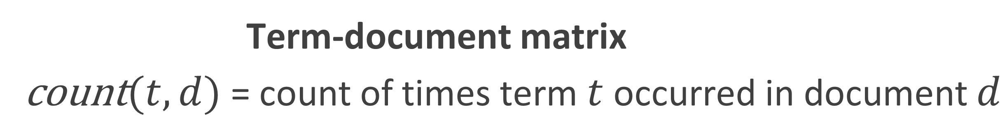 Term-document matrix
count(t, d) = count of times term t occurred in document d